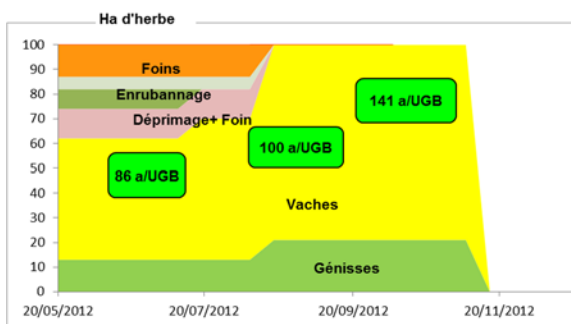 Ha d'herbe
100
90
80
70
60
50
40
30
20
10
0
Foins
Enrubannage
Déprimage+ Foin
141 a/UGB
100 a/UGB
86 a/UGB
Vaches
Génisses
20/05/2012
20/07/2012
20/09/2012
20/11/2012